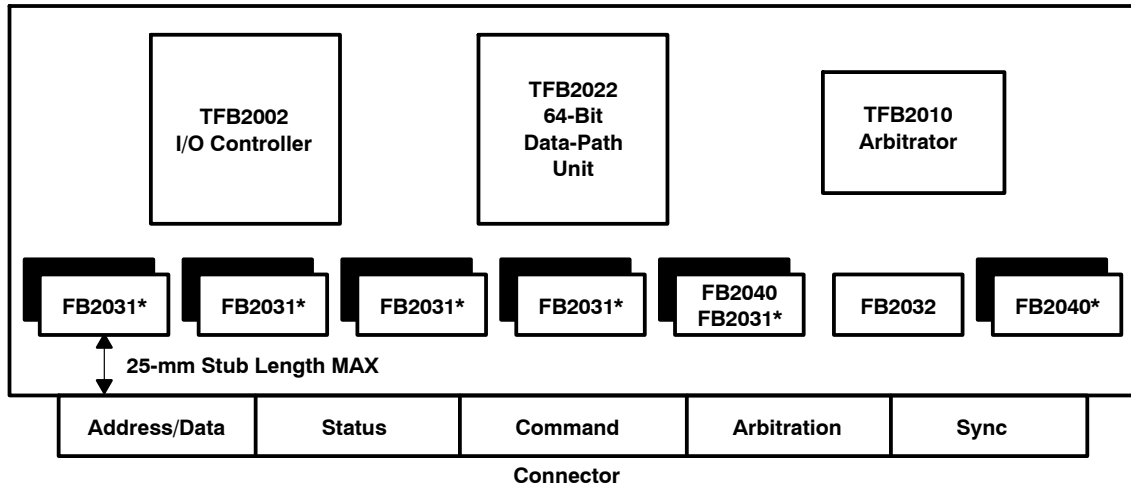 TFB2002
I/O Controller
TFB2022
64-Bit
Data-Path
Unit
TFB2010
Arbitrator
FB2031*
FB2031*
FB2031*
FB2031*
FB2040
FB2031*
FB2032
FB2040*
25-mm Stub Length MAX
Address/Data
Status
Command
Arbitration
Sync
Connector